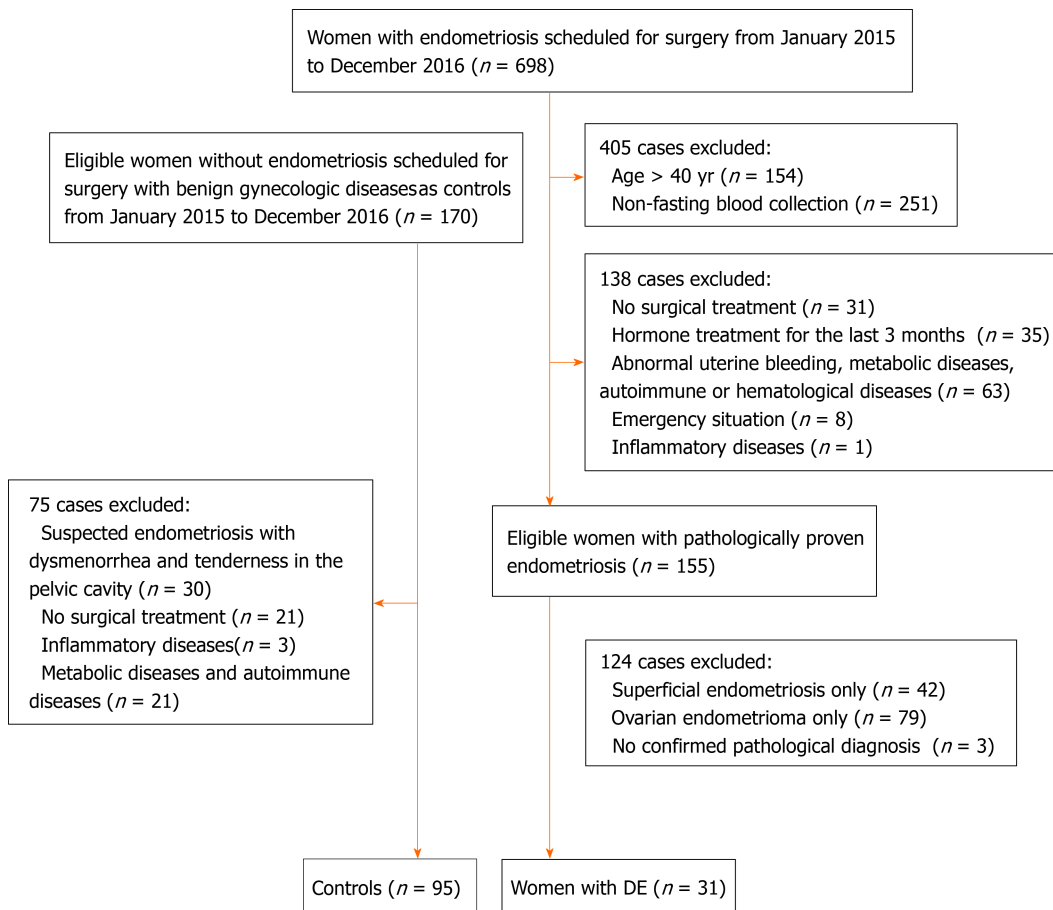 Women with endometriosis scheduled for surgery from January 2015
to December 2016 (n = 698)
Eligible women without endometriosis scheduled for
surgery with benign gynecologic diseases as controls
from January 2015 to December 2016 (n = 170)
405 cases excluded:
Age > 40 yr (n = 154)
Non-fasting blood collection (n = 251)
138 cases excluded:
No surgical treatment (n = 31)
Hormone treatment for the last 3 months (n = 35)
Abnormal uterine bleeding, metabolic diseases,
autoimmune or hematological diseases (n = 63)
Emergency situation (n = 8)
Inflammatory diseases (n = 1)
75 cases excluded:
Suspected endometriosis with
dysmenorrhea and tenderness in the
pelvic cavity (n = 30)
No surgical treatment (n = 21)
Inflammatory diseases(n = 3)
Metabolic diseases and autoimmune
diseases (n = 21)
Eligible women with pathologically proven
endometriosis (n = 155)
124 cases excluded:
Superficial endometriosis only (n = 42)
Ovarian endometrioma only (n = 79)
No confirmed pathological diagnosis (n = 3)
Controls (n = 95)
Women with DE (n = 31)